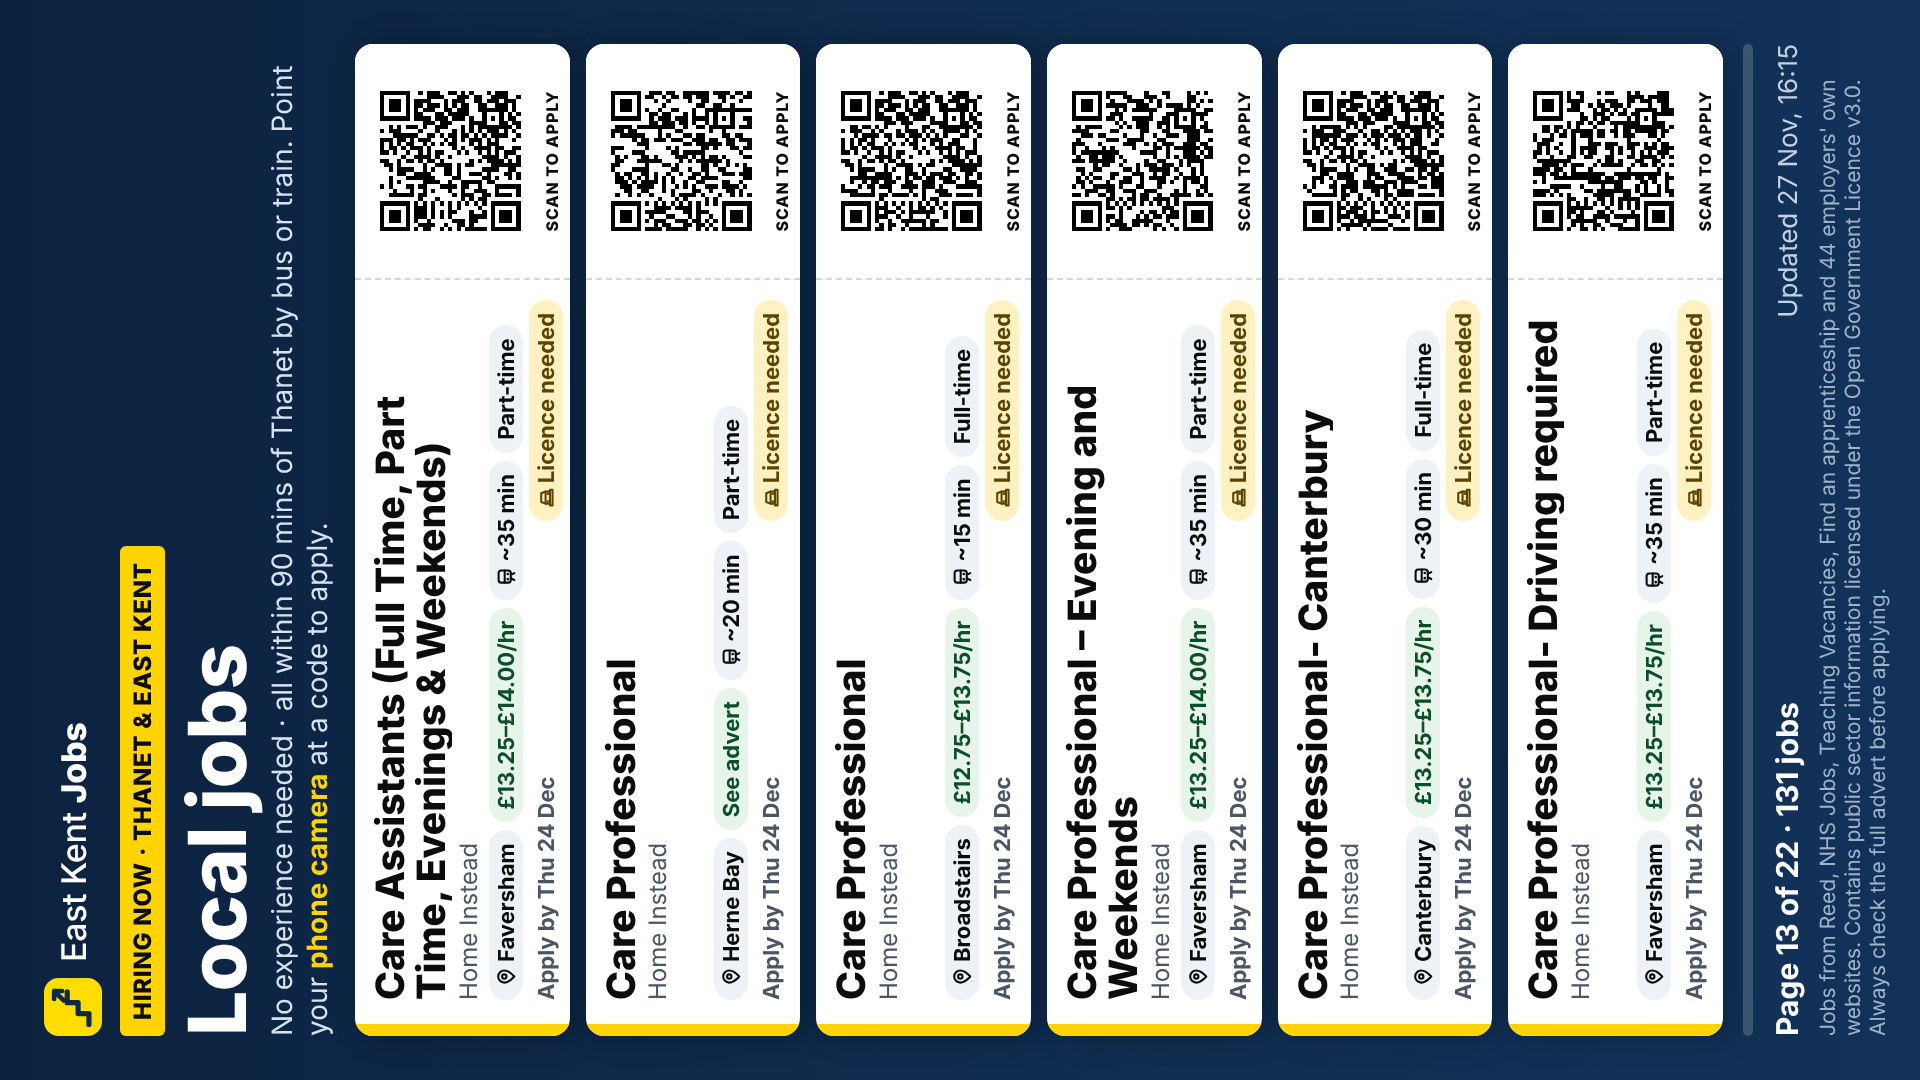 East Kent Jobs
HIRING NOW · THANET & EAST KENT
Local jobs
No experience needed · all within 90 mins of Thanet by bus or train. Point
your phone camera at a code to apply.
Care Assistants (Full Time, Part
Time, Evenings & Weekends)
Home Instead
Faversham £13.25–£14.00/hr ~35 min Part-time
Apply by Thu 24 Dec Licence needed
SCAN TO APPLY
Care Professional
Home Instead
Herne Bay See advert ~20 min Part-time
Apply by Thu 24 Dec Licence needed
SCAN TO APPLY
Care Professional
Home Instead
Broadstairs £12.75–£13.75/hr ~15 min Full-time
Apply by Thu 24 Dec Licence needed
SCAN TO APPLY
Care Professional – Evening and
Weekends
Home Instead
Faversham £13.25–£14.00/hr ~35 min Part-time
Apply by Thu 24 Dec Licence needed
SCAN TO APPLY
Care Professional- Canterbury
Home Instead
Canterbury £13.25–£13.75/hr ~30 min Full-time
Apply by Thu 24 Dec Licence needed
SCAN TO APPLY
Care Professional- Driving required
Home Instead
Faversham £13.25–£13.75/hr ~35 min Part-time
Apply by Thu 24 Dec Licence needed
SCAN TO APPLY
Page 13 of 22 · 131 jobs Updated 27 Nov, 16:15
Jobs from Reed, NHS Jobs, Teaching Vacancies, Find an apprenticeship and 44 employers' own
websites. Contains public sector information licensed under the Open Government Licence v3.0.
Always check the full advert before applying.